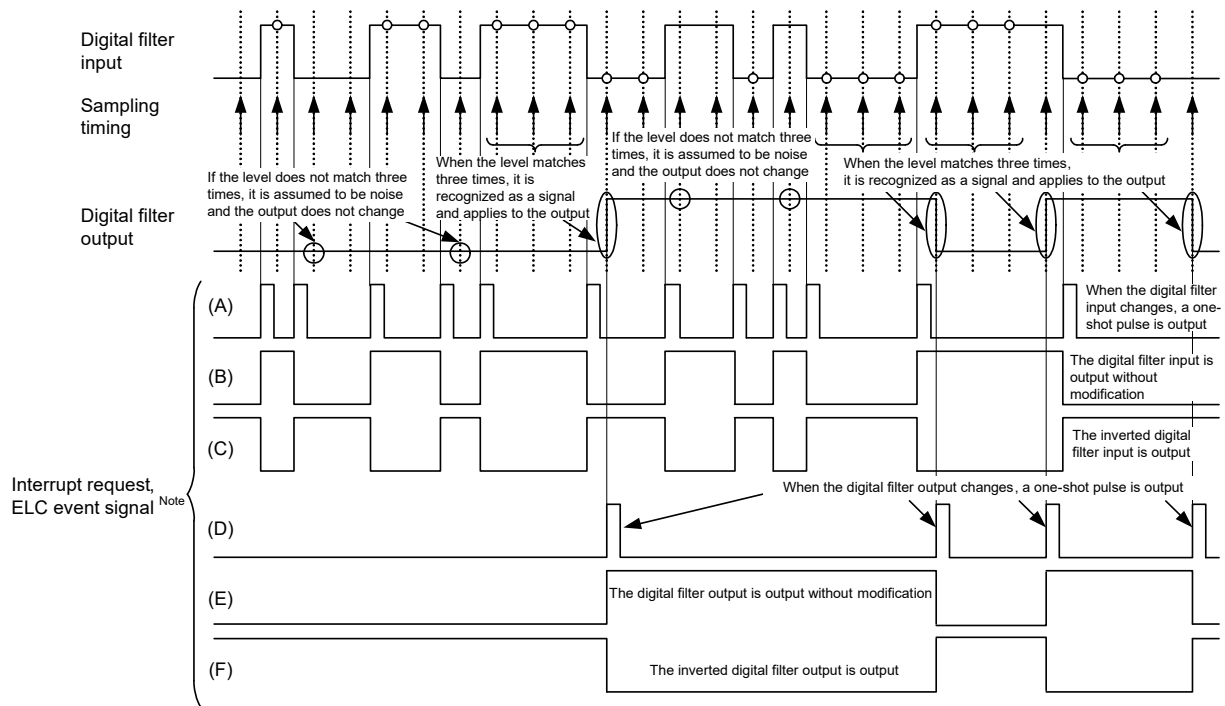 Digital filter
input
Sampling
timing
If the level does not match three
times, it is assumed to be noise
and the output does not change
When the level matches
three times, it is
recognized as a signal
and applies to the output
If the level does not match three
times, it is assumed to be noise
and the output does not change
When the level matches three times,
it is recognized as a signal and applies to the output
Digital filter
output
(A)
When the digital filter
input changes, a one-
shot pulse is output
(B)
The digital filter input is
output without
modification
(C)
The inverted digital
filter input is output
Interrupt request,
ELC event signal Note
When the digital filter output changes, a one-shot pulse is output
(D)
(E)
The digital filter output is output without modification
(F)
The inverted digital filter output is output